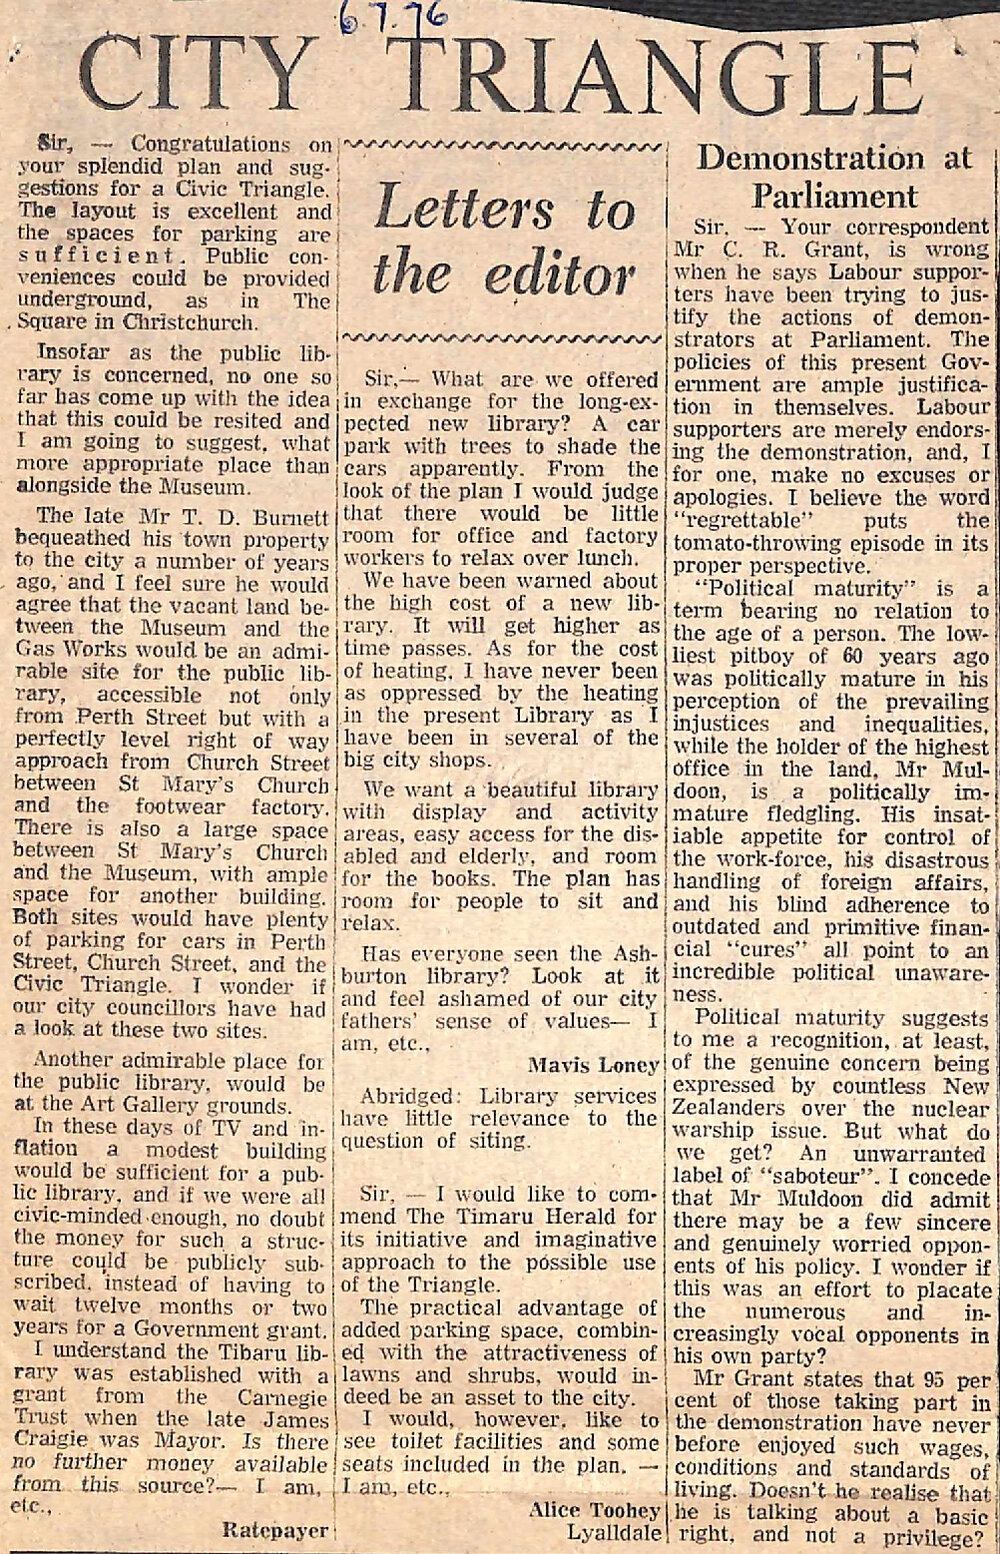 6 7.76
CITY TRIANGLE
Sir, — Congratulations on
your splendid plan and sug-
gestions for a Civic Triangle.
The layout is excellent and
the spaces for parking are
sufficient. Public con-
veniences could be provided
underground, as in The
Square in Christchurch.
Insofar as the public lib-
rary is concerned, no one so
far has come up with the idea
that this could be resited and
I am going to suggest, what
more appropriate place than
alongside the Museum.
The late Mr T. D. Burnett
bequeathed his town property
to the city a number of years
ago, and I feel sure he would
agree that the vacant land be-
tween the Museum and the
Gas Works would be an admi-
rable site for the public lib-
rary, accessible not only
from Perth Street but with a
perfectly level right of way
approach from Church Street
between St Mary's Church
and the footwear factory.
There is also a large space
between St Mary's Church
and the Museum, with ample
space for another building.
Both sites would have plenty
of parking for cars in Perth
Street, Church Street, and the
Civic Triangle. I wonder if
our city councillors have had
a look at these two sites.
Another admirable place for
the public library, would be
at the Art Gallery grounds.
In these days of TV and in-
flation a modest building
would be sufficient for a pub-
lic library, and if we were all
civic-minded enough, no doubt
the money for such a struc-
ture could be publicly sub-
scribed, instead of having to
wait twelve months or two
years for a Government grant.
I understand the Tibaru lib-
rary was established with a
grant from the Carnegie
Trust when the late James
Craigie was Mayor. Is there
no further money available
from this source?— I am,
etc.,
Ratepayer
Letters to
the editor
Sir,— What are we offered
in exchange for the long-ex-
pected new library? A car
park with trees to shade the
cars apparently. From the
look of the plan I would judge
that there would be little
room for office and factory
workers to relax over lunch.
We have been warned about
the high cost of a new lib-
rary. It will get higher as
time passes. As for the cost
of heating, I have never been
as oppressed by the heating
in the present Library as I
have been in several of the
big city shops.
We want a beautiful library
with display and activity
areas, easy access for the dis-
abled and elderly, and room
for the books. The plan has
room for people to sit and
relax.
Has everyone seen the Ash-
burton library? Look at it
and feel ashamed of our city
fathers' sense of values— I
am, etc.,
Mavis Loney
Abridged: Library services
have little relevance to the
question of siting.
Sir, — I would like to com-
mend The Timaru Herald for
its initiative and imaginative
approach to the possible use
of the Triangle.
The practical advantage of
added parking space, combin-
ed with the attractiveness of
lawns and shrubs, would in-
deed be an asset to the city.
I would, however, like to
see toilet facilities and some
seats included in the plan. —
I am, etc.,
Alice Toohey
Lyalldale
Demonstration at
Parliament
Sir, — Your correspondent
Mr C. R. Grant, is wrong
when he says Labour suppor-
ters have been trying to jus-
tify the actions of demon-
strators at Parliament. The
policies of this present Gov-
ernment are ample justifica-
tion in themselves. Labour
supporters are merely endors-
ing the demonstration, and, I
for one, make no excuses or
apologies. I believe the word
"regrettable" puts the
tomato-throwing episode in its
proper perspective.
"Political maturity" is a
term bearing no relation to
the age of a person. The low-
liest pitboy of 60 years ago
was politically mature in his
perception of the prevailing
injustices and inequalities,
while the holder of the highest
office in the land, Mr Mul-
doon, is a politically im-
mature fledgling. His insat-
iable appetite for control of
the work-force, his disastrous
handling of foreign affairs,
and his blind adherence to
outdated and primitive finan-
cial "cures" all point to an
incredible political unaware-
ness.
Political maturity suggests
to me a recognition, at least,
of the genuine concern being
expressed by countless New
Zealanders over the nuclear
warship issue. But what do
we get? An unwarranted
label of "saboteur". I concede
that Mr Muldoon did admit
there may be a few sincere
and genuinely worried oppon-
ents of his policy. I wonder if
this was an effort to placate
the numerous and in-
creasingly vocal opponents in
his own party?
Mr Grant states that 95 per
cent of those taking part in
the demonstration have never
before enjoyed such wages,
conditions and standards of
living. Doesn't he realise that
he is talking about a basic
right, and not a privilege?